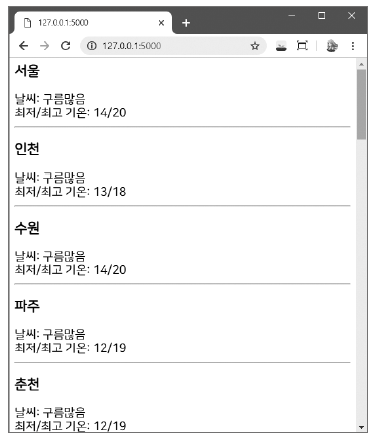 127.0.0.1:5000
127.0.0.1:5000
서울
날씨: 구름많음
최저/최고 기온: 14/20
인천
날씨: 구름많음
최저/최고 기온: 13/18
수원
날씨: 구름많음
최저/최고 기온: 14/20
파주
날씨: 구름많음
최저/최고 기온: 12/19
춘천
날씨: 구름많음
최저/최고 기온: 12/19